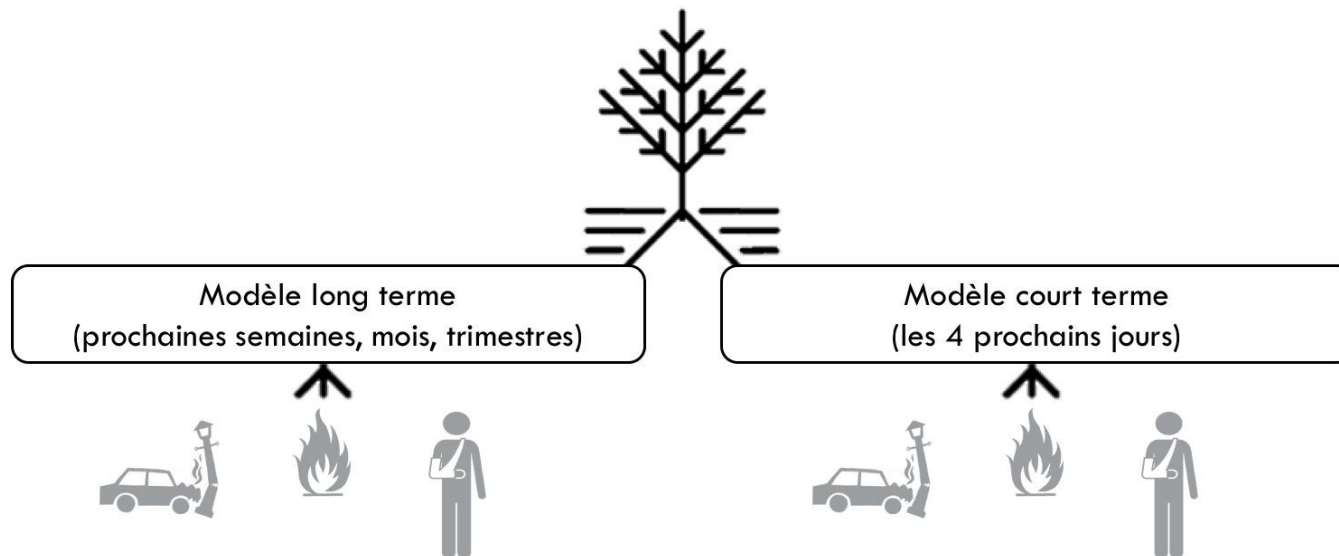 Modèle long terme
(prochaines semaines, mois, trimestres)
Modèle court terme
(les 4 prochains jours)